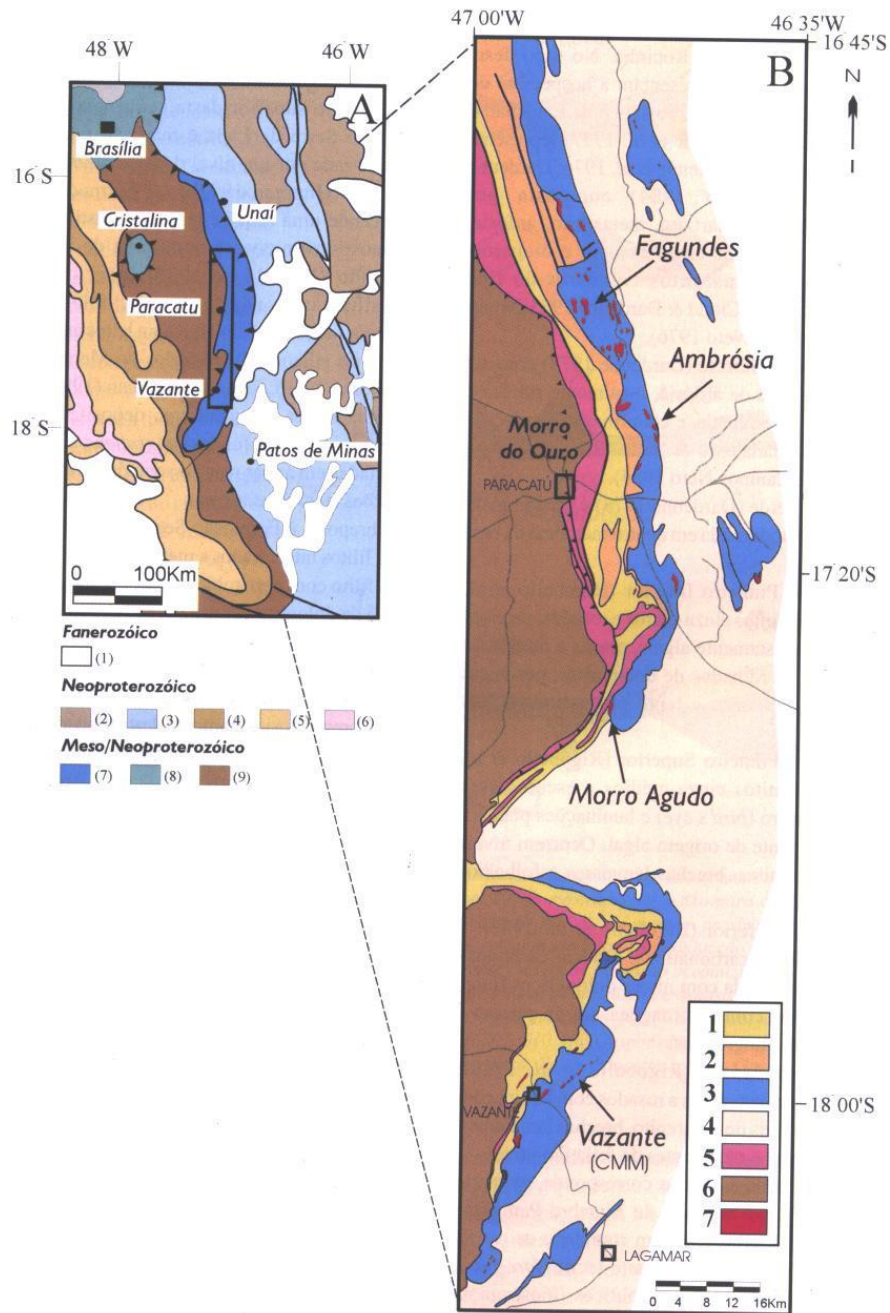 48 W
46 W
47 00'W
46 35'W
A
B
16 45'S
N
Brasília
16 S
Unaí
Cristalina
Fagundes
Paracatu
Ambrósia
Vazante
Morro
do Ouro
18 S
Patos de Minas
PARACATÚ
0 100Km
17 20'S
Fanerozóico
(1)
Neoproterozóico
(2) (3) (4) (5) (6)
Meso/Neoproterozóico
(7) (8) (9)
Morro Agudo
1
2
3
4
5
6
7
VAZANTE
18 00'S
Vazante
(CMM)
LAGAMAR
0 4 8 12 16Km